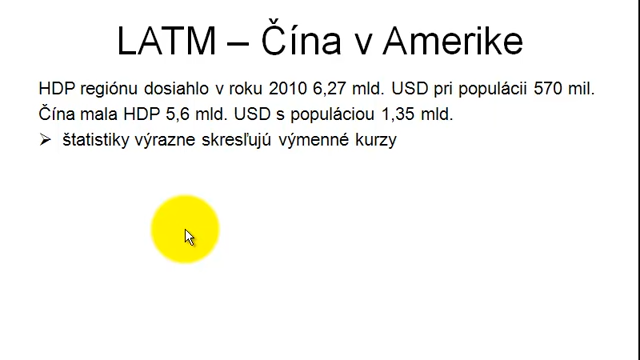 LATM – Čína v Amerike
HDP regiónu dosiahlo v roku 2010 6,27 mld. USD pri populácii 570 mil.
Čína mala HDP 5,6 mld. USD s populáciou 1,35 mld.
➢ štatistiky výrazne skresľujú výmenné kurzy